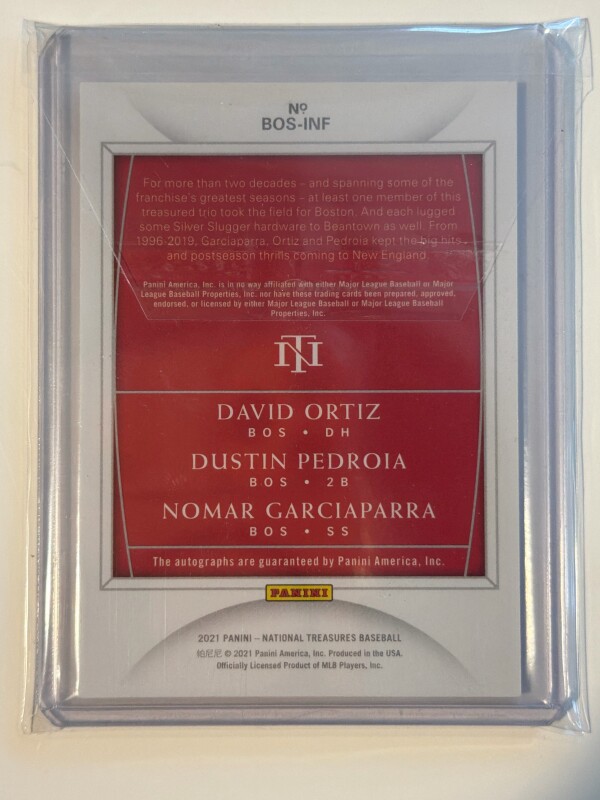 Nº
BOS-INF
For more than two decades – and spanning some of the
franchise's greatest seasons – at least one member of this
treasured trio took the field for Boston. And each lugged
some Silver Slugger hardware to Beantown as well. From
1996-2019, Garciaparra, Ortiz and Pedroia kept the big hits
and postseason thrills coming to New England.
Panini America, Inc. is in no way affiliated with either Major League Baseball or Major
League Baseball Properties, Inc. nor have these trading cards been prepared, approved,
endorsed, or licensed by either Major League Baseball or Major League Baseball
Properties, Inc.
NT
DAVID ORTIZ
BOS • DH
DUSTIN PEDROIA
BOS • 2B
NOMAR GARCIAPARRA
BOS • SS
The autographs are guaranteed by Panini America, Inc.
PANINI
2021 PANINI – NATIONAL TREASURES BASEBALL
帕尼尼 © 2021 Panini America, Inc. Produced in the USA.
Officially Licensed Product of MLB Players, Inc.